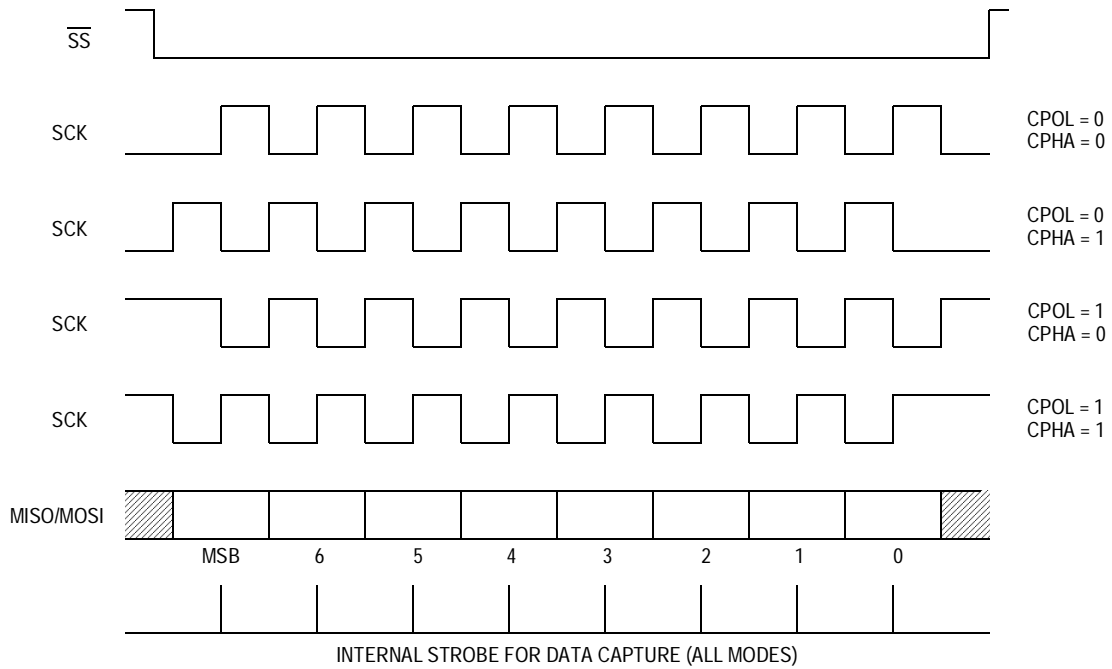 SS
SCK
CPOL = 0
CPHA = 0
SCK
CPOL = 0
CPHA = 1
SCK
CPOL = 1
CPHA = 0
SCK
CPOL = 1
CPHA = 1
MISO/MOSI
MSB 6 5 4 3 2 1 0
INTERNAL STROBE FOR DATA CAPTURE (ALL MODES)